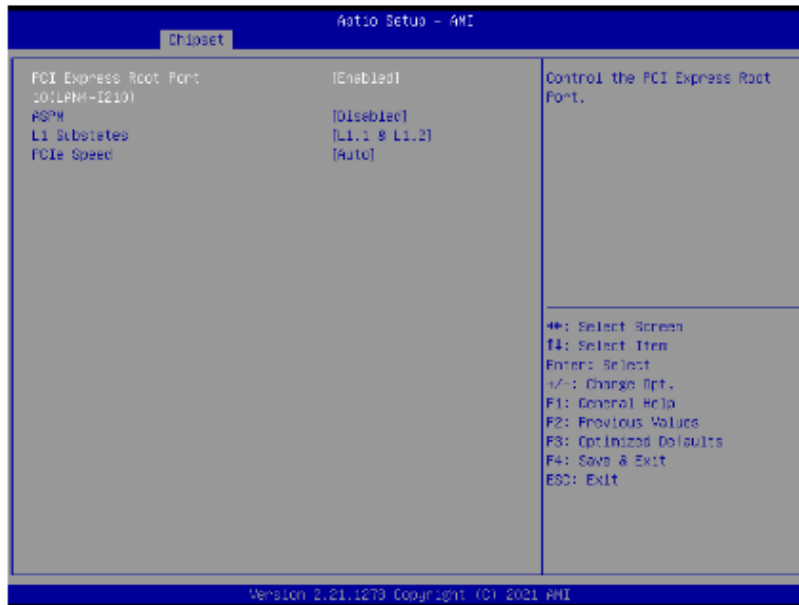 Aptio Setup - AMI
Chipset
PCI Express Root Port [Enabled]
10(LAN4-I210)
ASPM [Disabled]
L1 Substates [L1.1 & L1.2]
PCIe Speed [Auto]
Control the PCI Express Root
Port.
→←: Select Screen
↑↓: Select Item
Enter: Select
+/-: Change Opt.
F1: General Help
F2: Previous Values
F3: Optimized Defaults
F4: Save & Exit
ESC: Exit
Version 2.21.1278 Copyright (C) 2021 AMI